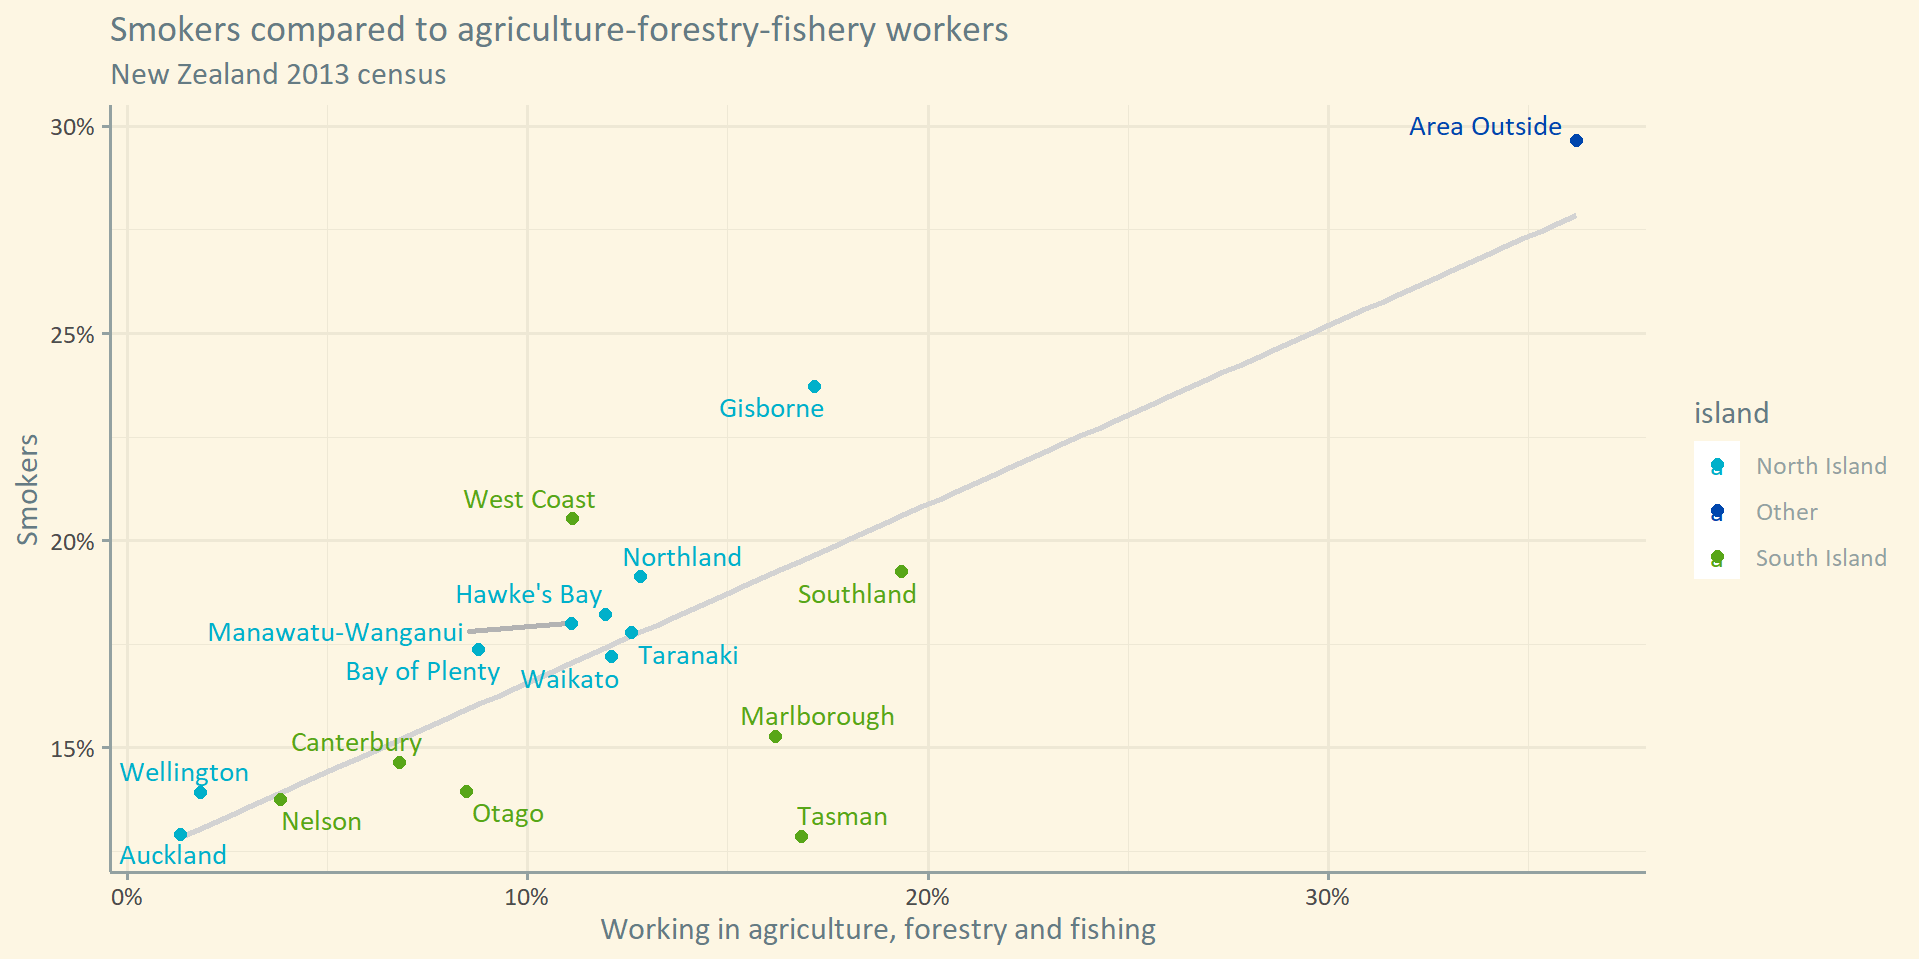 Smokers compared to agriculture-forestry-fishery workers
New Zealand 2013 census
Smokers
30%
25%
20%
15%
Area Outside
Gisborne
West Coast
Northland
Hawke's Bay
Southland
Manawatu-Wanganui
Taranaki
Bay of Plenty
Waikato
Marlborough
Canterbury
Wellington
Otago
Tasman
Nelson
Auckland
0%
10%
20%
30%
Working in agriculture, forestry and fishing
island
a North Island
a Other
a South Island